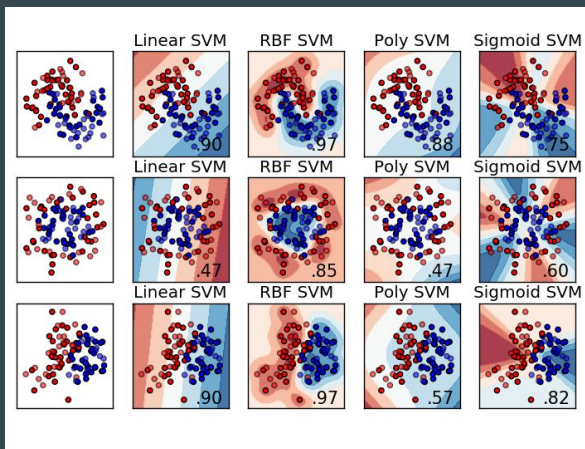 Linear SVM RBF SVM Poly SVM Sigmoid SVM
.90 .97 .88 .75
Linear SVM RBF SVM Poly SVM Sigmoid SVM
.47 .85 .47 .60
Linear SVM RBF SVM Poly SVM Sigmoid SVM
.90 .97 .57 .82